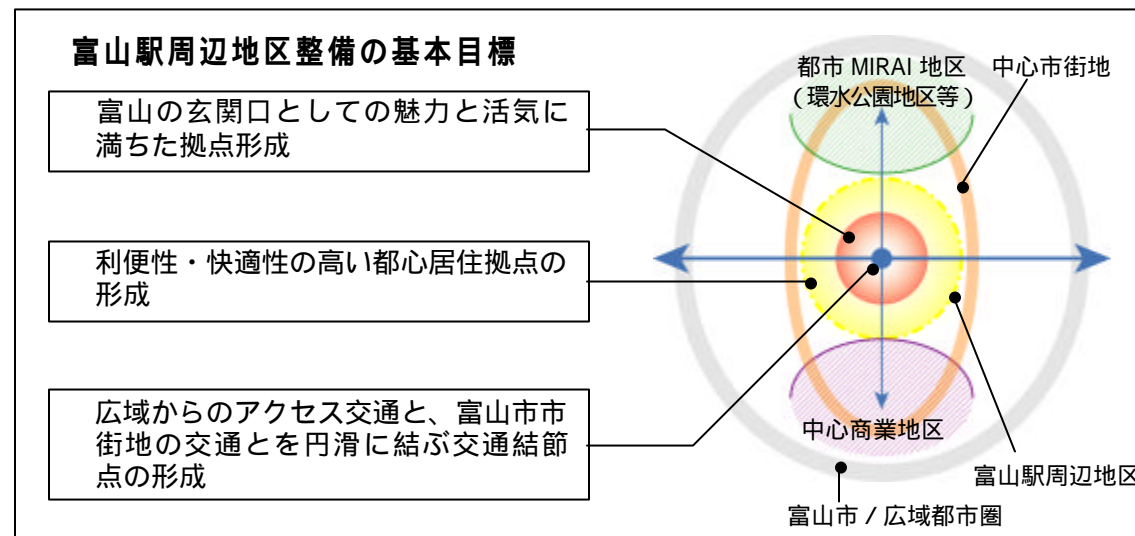 富山駅周辺地区整備の基本目標
富山の玄関口としての魅力と活気に
満ちた拠点形成
利便性・快適性の高い都心居住拠点の
形成
広域からのアクセス交通と、富山市市
街地の交通とを円滑に結ぶ交通結節
点の形成
都市 MIRAI 地区
(環水公園地区等)
中心市街地
中心商業地区
富山駅周辺地区
富山市 / 広域都市圏